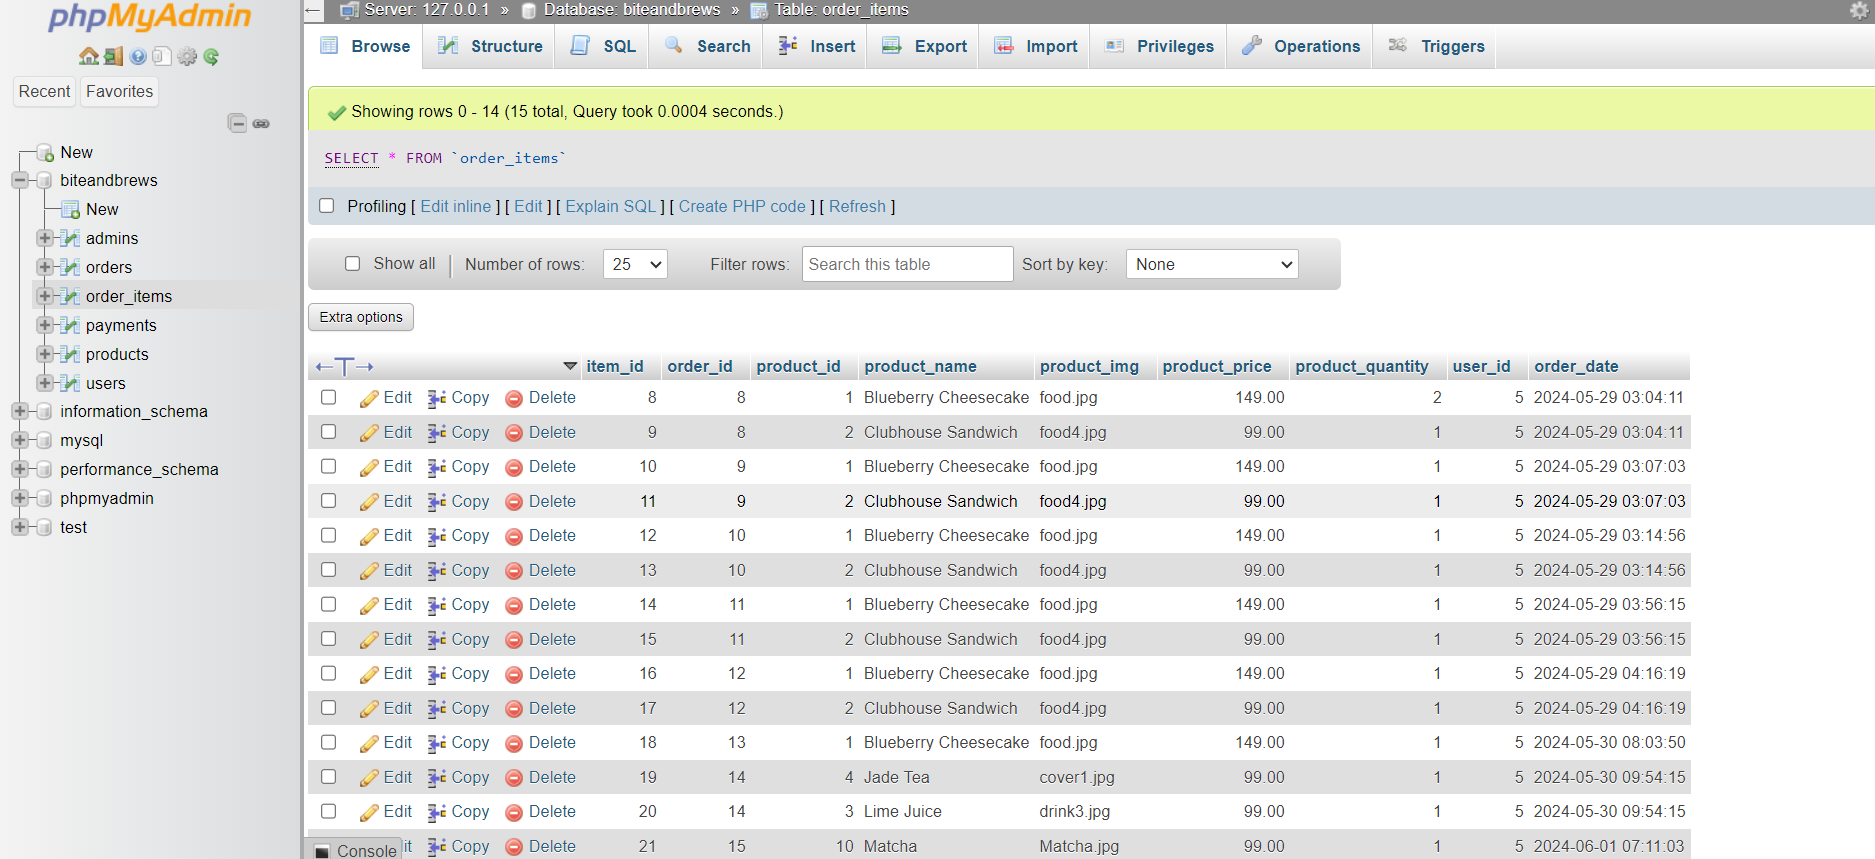 phpMyAdmin
Recent Favorites
New
biteandbrews
New
admins
orders
order_items
payments
products
users
information_schema
mysql
performance_schema
phpmyadmin
test
Server: 127.0.0.1 » Database: biteandbrews » Table: order_items
Browse Structure SQL Search Insert Export Import Privileges Operations Triggers
Showing rows 0 - 14 (15 total, Query took 0.0004 seconds.)
SELECT * FROM `order_items`
Profiling [ Edit inline ] [ Edit ] [ Explain SQL ] [ Create PHP code ] [ Refresh ]
Show all Number of rows: 25 Filter rows: Search this table Sort by key: None
Extra options
item_id order_id product_id product_name product_img product_price product_quantity user_id order_date
Edit Copy Delete 8 8 1 Blueberry Cheesecake food.jpg 149.00 2 5 2024-05-29 03:04:11
Edit Copy Delete 9 8 2 Clubhouse Sandwich food4.jpg 99.00 1 5 2024-05-29 03:04:11
Edit Copy Delete 10 9 1 Blueberry Cheesecake food.jpg 149.00 1 5 2024-05-29 03:07:03
Edit Copy Delete 11 9 2 Clubhouse Sandwich food4.jpg 99.00 1 5 2024-05-29 03:07:03
Edit Copy Delete 12 10 1 Blueberry Cheesecake food.jpg 149.00 1 5 2024-05-29 03:14:56
Edit Copy Delete 13 10 2 Clubhouse Sandwich food4.jpg 99.00 1 5 2024-05-29 03:14:56
Edit Copy Delete 14 11 1 Blueberry Cheesecake food.jpg 149.00 1 5 2024-05-29 03:56:15
Edit Copy Delete 15 11 2 Clubhouse Sandwich food4.jpg 99.00 1 5 2024-05-29 03:56:15
Edit Copy Delete 16 12 1 Blueberry Cheesecake food.jpg 149.00 1 5 2024-05-29 04:16:19
Edit Copy Delete 17 12 2 Clubhouse Sandwich food4.jpg 99.00 1 5 2024-05-29 04:16:19
Edit Copy Delete 18 13 1 Blueberry Cheesecake food.jpg 149.00 1 5 2024-05-30 08:03:50
Edit Copy Delete 19 14 4 Jade Tea cover1.jpg 99.00 1 5 2024-05-30 09:54:15
Edit Copy Delete 20 14 3 Lime Juice drink3.jpg 99.00 1 5 2024-05-30 09:54:15
Console it Copy Delete 21 15 10 Matcha Matcha.jpg 99.00 1 5 2024-06-01 07:11:03